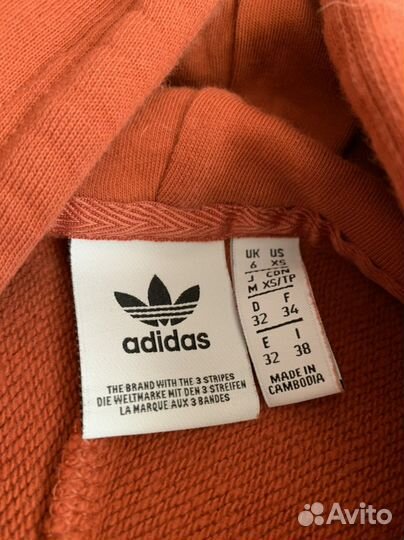 adidas
THE BRAND WITH THE 3 STRIPES
DIE WELTMARKE MIT DEN 3 STREIFEN
LA MARQUE AUX 3 BANDES
UK US
6 XS
J CDN
M XS/TP
D F
32 34
E I
32 38
MADE IN
CAMBODIA
Avito